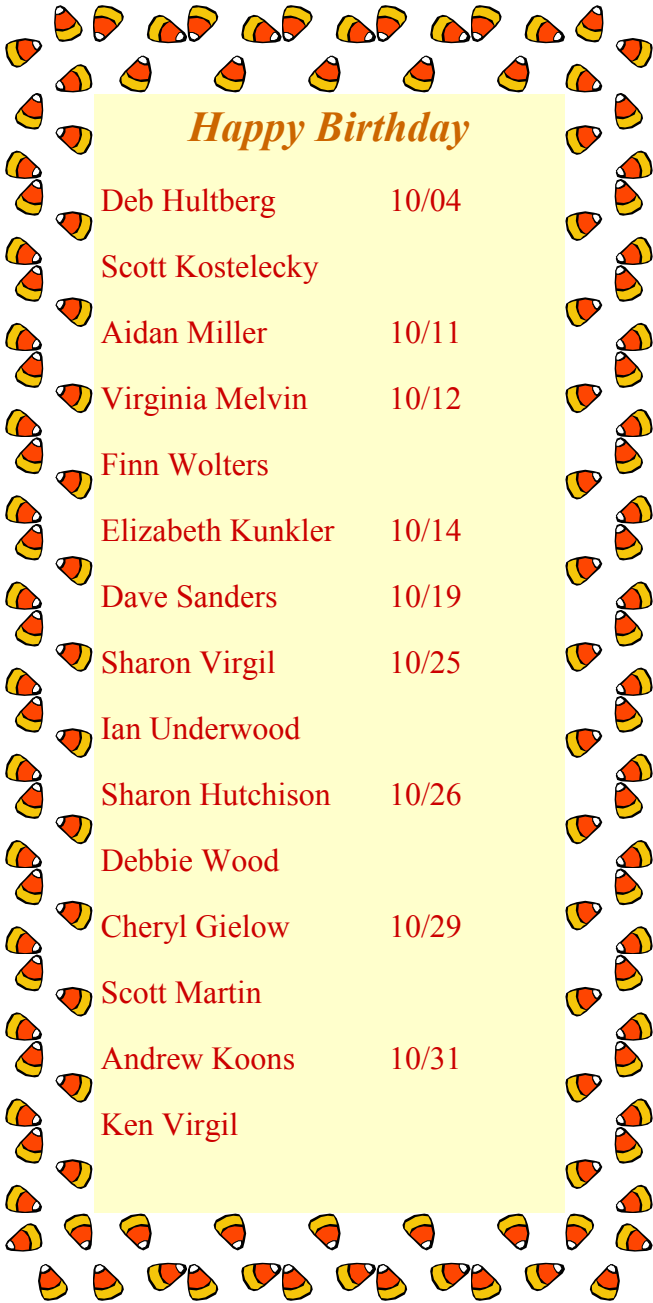 Happy Birthday
Deb Hultberg 10/04
Scott Kostelecky
Aidan Miller 10/11
Virginia Melvin 10/12
Finn Wolters
Elizabeth Kunkler 10/14
Dave Sanders 10/19
Sharon Virgil 10/25
Ian Underwood
Sharon Hutchison 10/26
Debbie Wood
Cheryl Gielow 10/29
Scott Martin
Andrew Koons 10/31
Ken Virgil